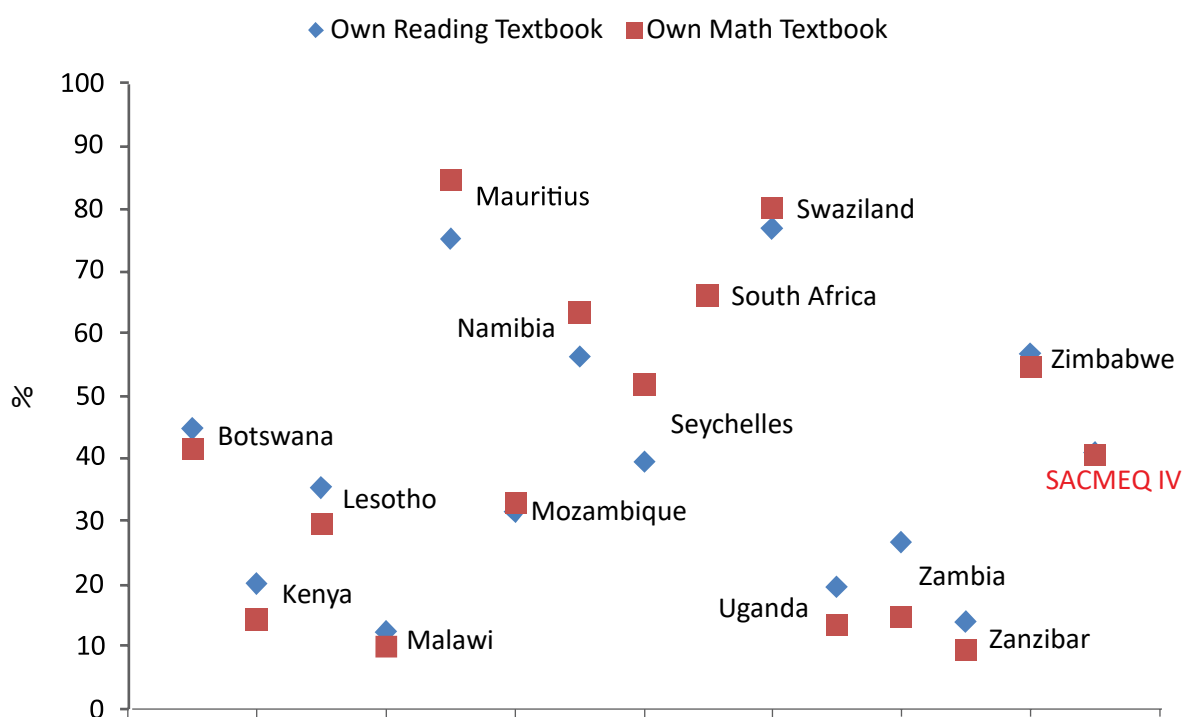 Own Reading Textbook Own Math Textbook
100
90
80
70
60
50
40
30
20
10
0
%
Mauritius
Swaziland
South Africa
Namibia
Zimbabwe
Seychelles
Botswana
SACMEQ IV
Lesotho
Mozambique
Zambia
Kenya
Uganda
Malawi
Zanzibar